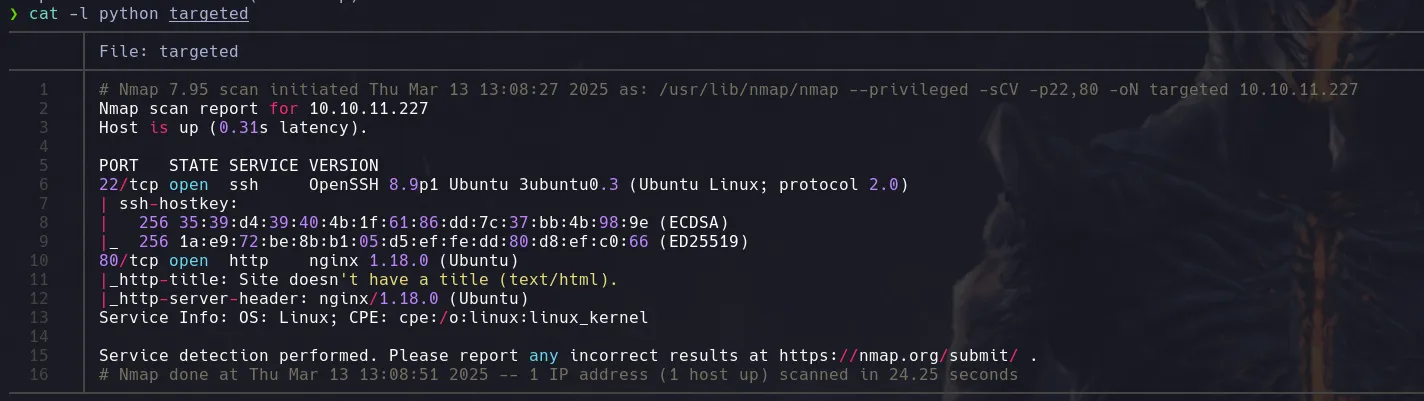 ❯ cat -l python targeted
File: targeted
1 # Nmap 7.95 scan initiated Thu Mar 13 13:08:27 2025 as: /usr/lib/nmap/nmap --privileged -sCV -p22,80 -oN targeted 10.10.11.227
2 Nmap scan report for 10.10.11.227
3 Host is up (0.31s latency).
4
5 PORT   STATE SERVICE VERSION
6 22/tcp open  ssh     OpenSSH 8.9p1 Ubuntu 3ubuntu0.3 (Ubuntu Linux; protocol 2.0)
7 | ssh-hostkey:
8 |   256 35:39:d4:39:40:4b:1f:61:86:dd:7c:37:bb:4b:98:9e (ECDSA)
9 |_  256 1a:e9:72:be:8b:b1:05:d5:ef:fe:dd:80:d8:ef:c0:66 (ED25519)
10 80/tcp open  http    nginx 1.18.0 (Ubuntu)
11 |_http-title: Site doesn't have a title (text/html).
12 |_http-server-header: nginx/1.18.0 (Ubuntu)
13 Service Info: OS: Linux; CPE: cpe:/o:linux:linux_kernel
14
15 Service detection performed. Please report any incorrect results at https://nmap.org/submit/ .
16 # Nmap done at Thu Mar 13 13:08:51 2025 -- 1 IP address (1 host up) scanned in 24.25 seconds